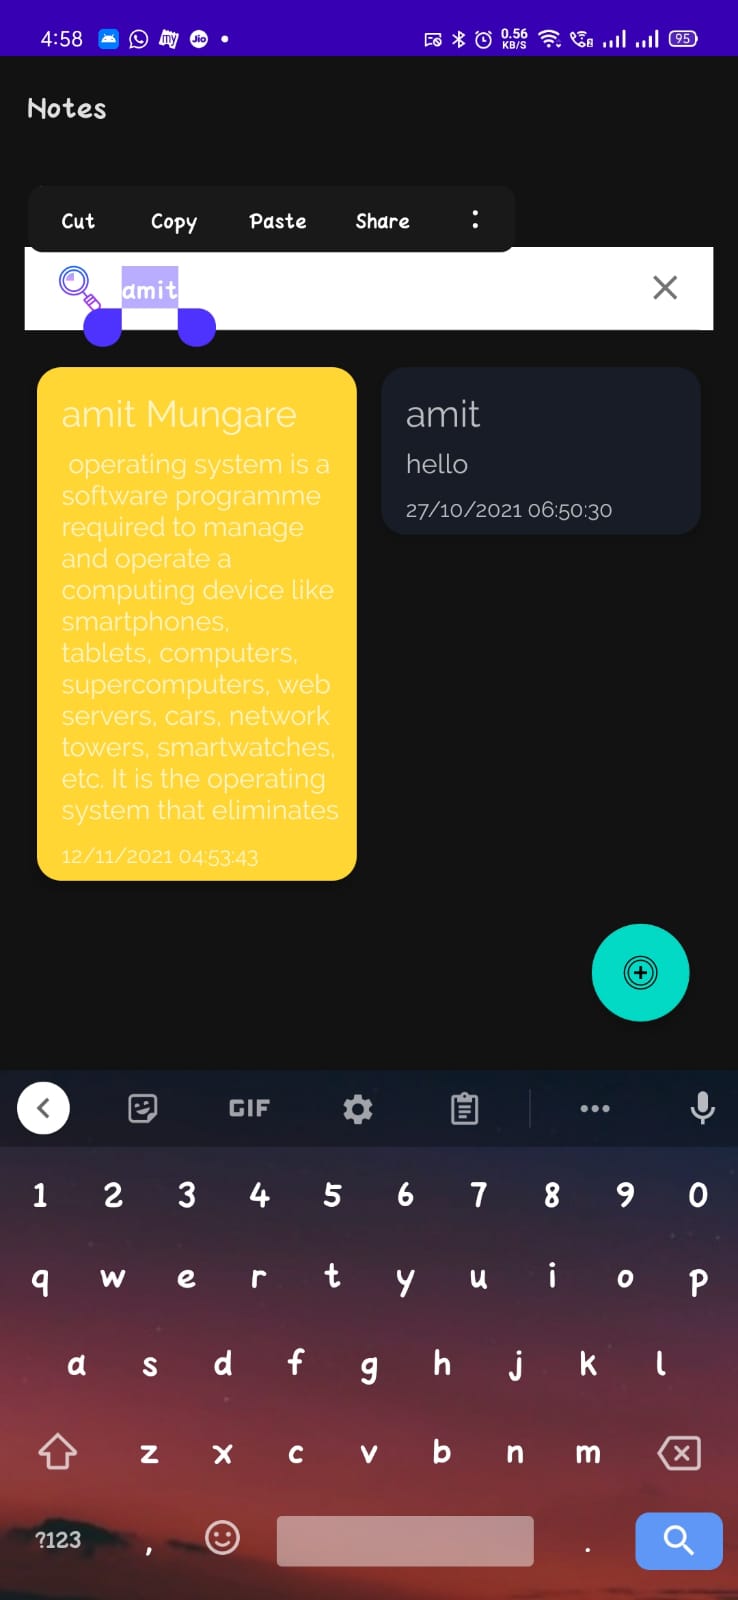 4:58 my Jio 0.56 KB/S 2 95
Notes
Cut Copy Paste Share
amit
amit Mungare
operating system is a
software programme
required to manage
and operate a
computing device like
smartphones,
tablets, computers,
supercomputers, web
servers, cars, network
towers, smartwatches,
etc. It is the operating
system that eliminates
12/11/2021 04:53:43
amit
hello
27/10/2021 06:50:30
GIF
1 2 3 4 5 6 7 8 9 0
q w e r t y u i o p
a s d f g h j k l
z x c v b n m
?123 , .